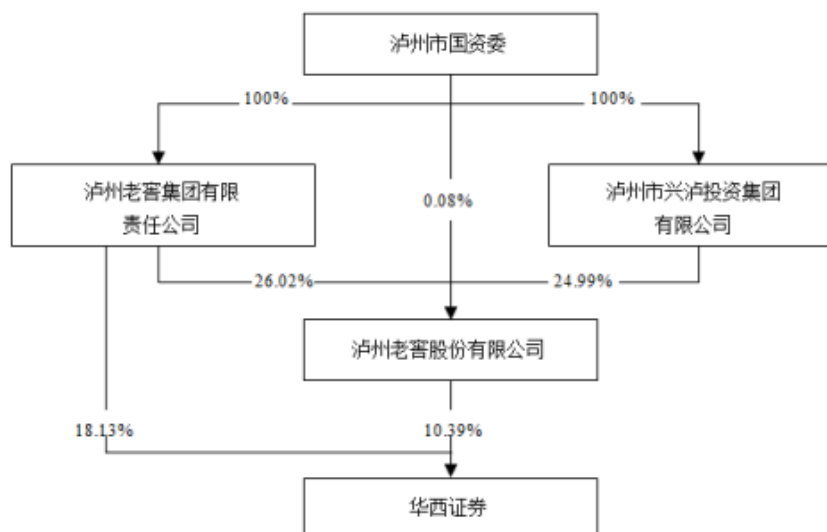 泸州市国资委
100%
100%
泸州老窖集团有限
责任公司
0.08%
泸州市兴泸投资集团
有限公司
26.02%
24.99%
泸州老窖股份有限公司
18.13%
10.39%
华西证券